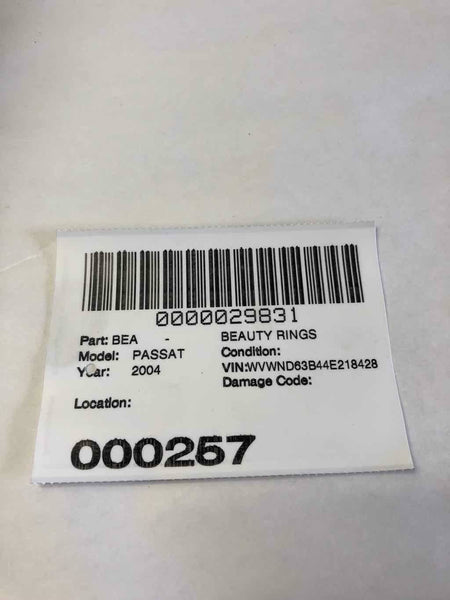 0000029831
Part: BEA - BEAUTY RINGS
Model: PASSAT Condition:
Year: 2004 VIN:WVWND63B44E218428
Damage Code:
Location:
000257